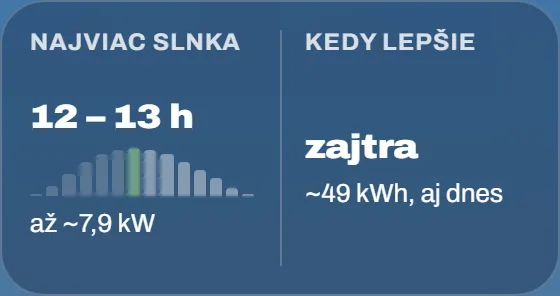 NAJVIAC SLNKA
12 – 13 h
až ~7,9 kW
KEDY LEPŠIE
zajtra
~49 kWh, aj dnes